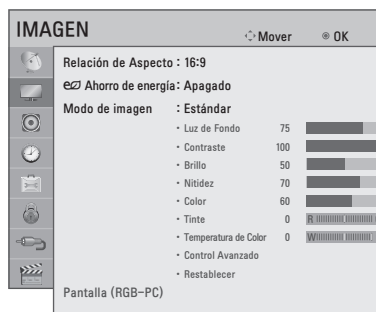 IMAGEN Mover OK
Relación de Aspecto : 16:9
Ahorro de energía: Apagado
Modo de imagen : Estándar
• Luz de Fondo 75
• Contraste 100
• Brillo 50
• Nitidez 70
• Color 60
• Tinte 0 R
• Temperatura de Color 0 W
• Control Avanzado
• Restablecer
Pantalla (RGB-PC)